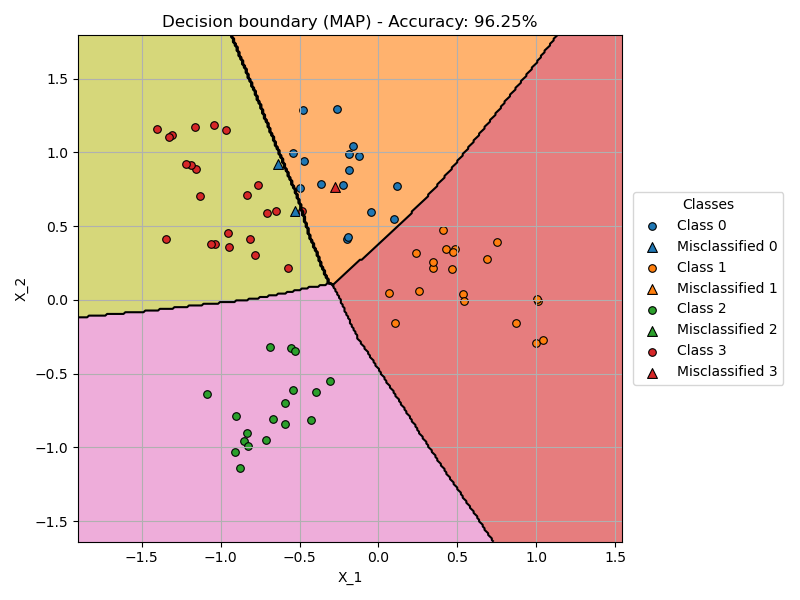 Decision boundary (MAP) - Accuracy: 96.25%
1.5
1.0
0.5
0.0
−0.5
−1.0
−1.5
X_2
−1.5
−1.0
−0.5
0.0
0.5
1.0
1.5
X_1
Classes
Class 0
Misclassified 0
Class 1
Misclassified 1
Class 2
Misclassified 2
Class 3
Misclassified 3